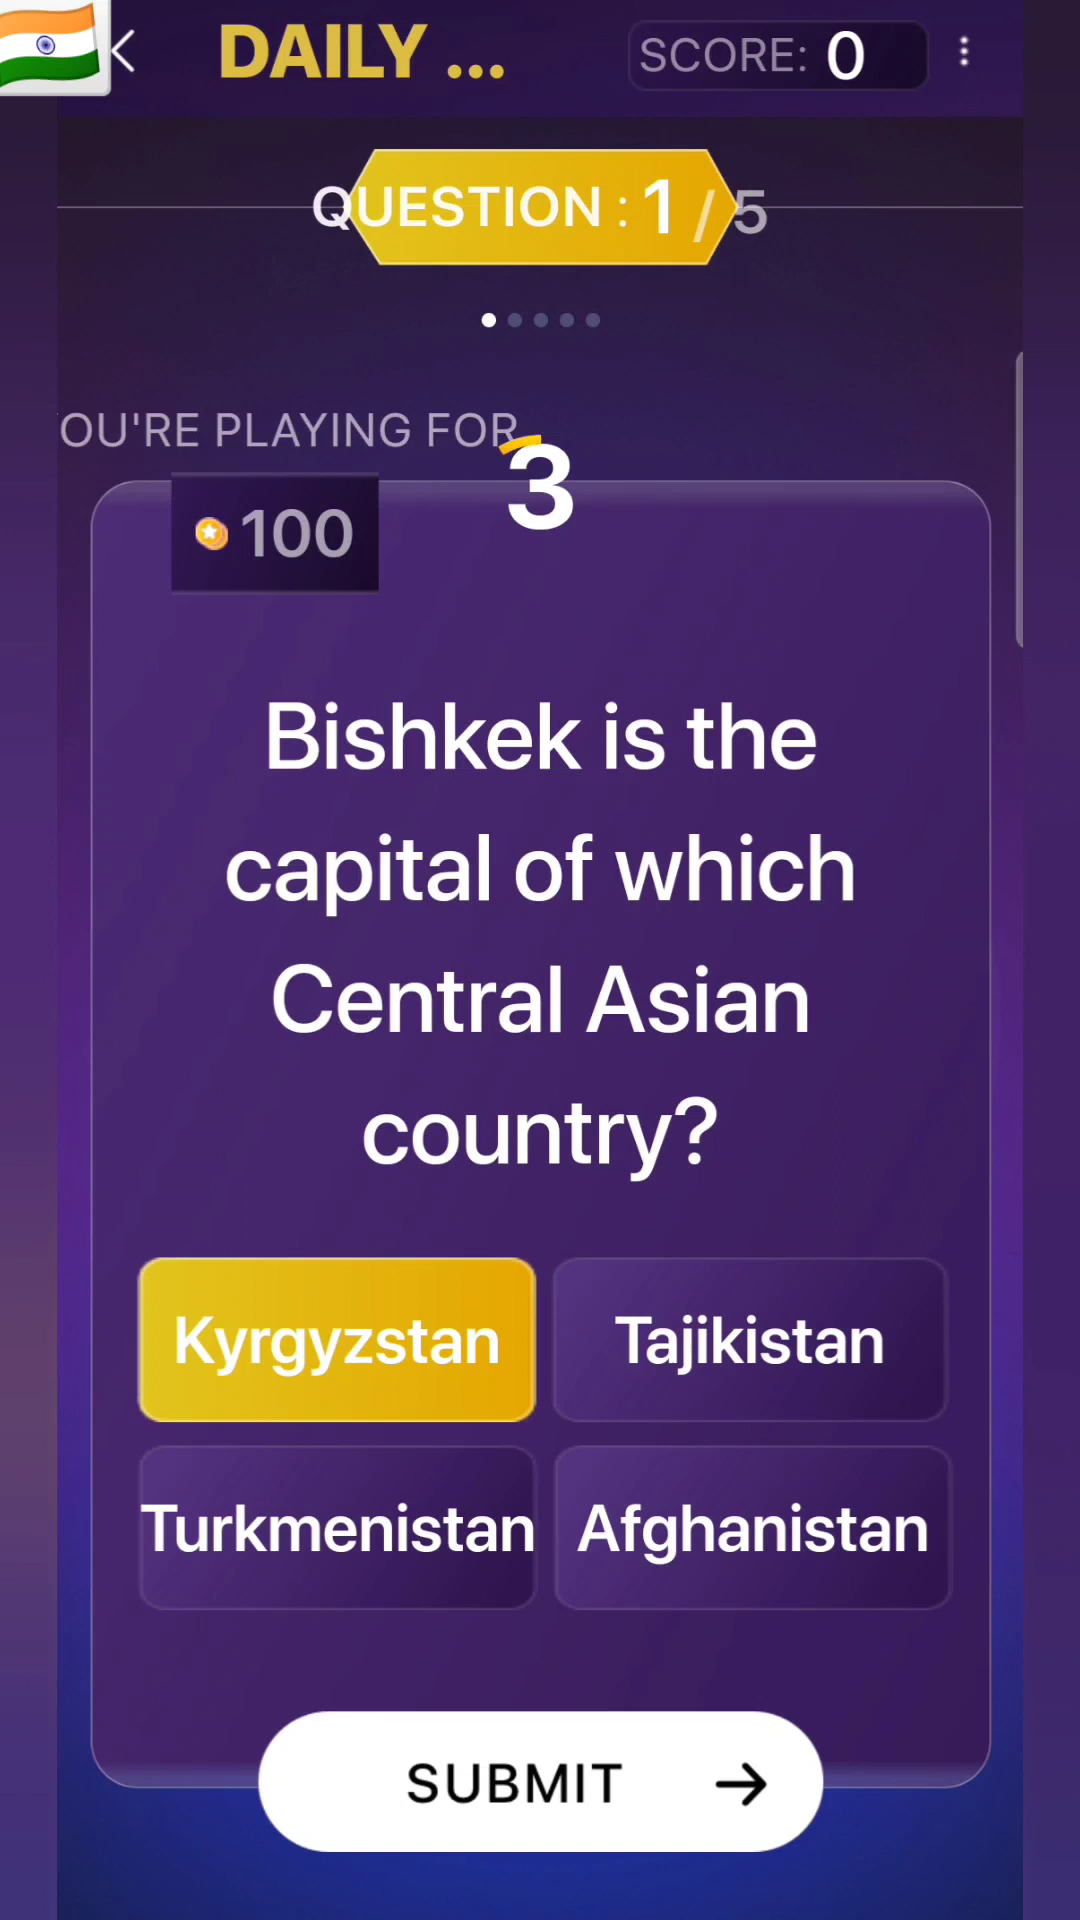 DAILY ...
SCORE: 0
QUESTION : 1 / 5
OU'RE PLAYING FOR
3
100
Bishkek is the
capital of which
Central Asian
country?
Kyrgyzstan
Tajikistan
Turkmenistan
Afghanistan
SUBMIT